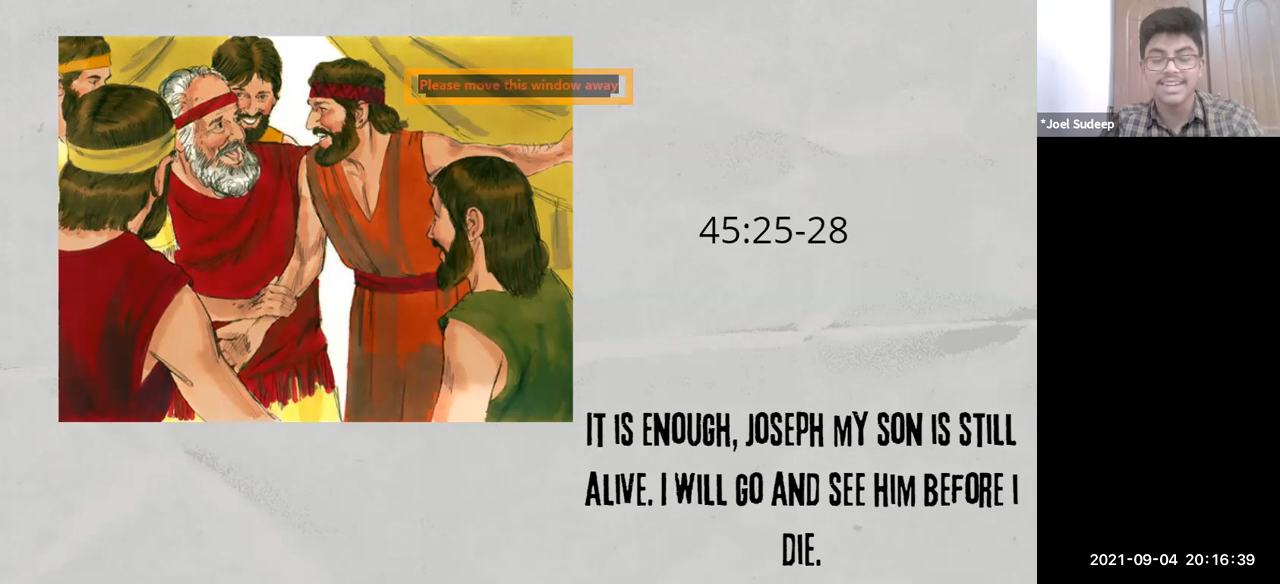 Please move this window away
*Joel Sudeep
45:25-28
IT IS ENOUGH, JOSEPH MY SON IS STILL
ALIVE. I WILL GO AND SEE HIM BEFORE I
DIE.
2021-09-04 20:16:39